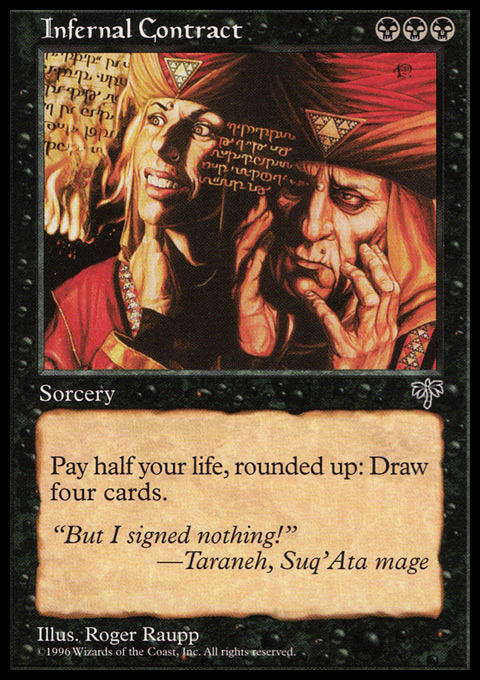 Infernal Contract
Sorcery
Pay half your life, rounded up: Draw
four cards.
“But I signed nothing!”
—Taraneh, Suq’Ata mage
Illus. Roger Raupp
©1996 Wizards of the Coast, Inc. All rights reserved.